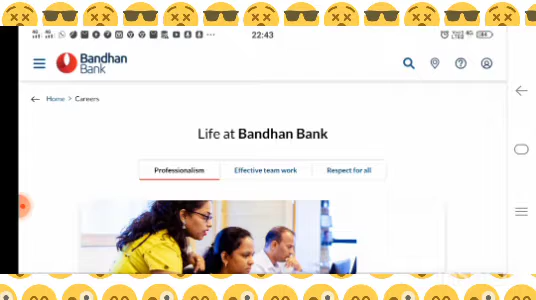 22:43
Bandhan
Bank
Home > Careers
Life at Bandhan Bank
Professionalism Effective team work Respect for all